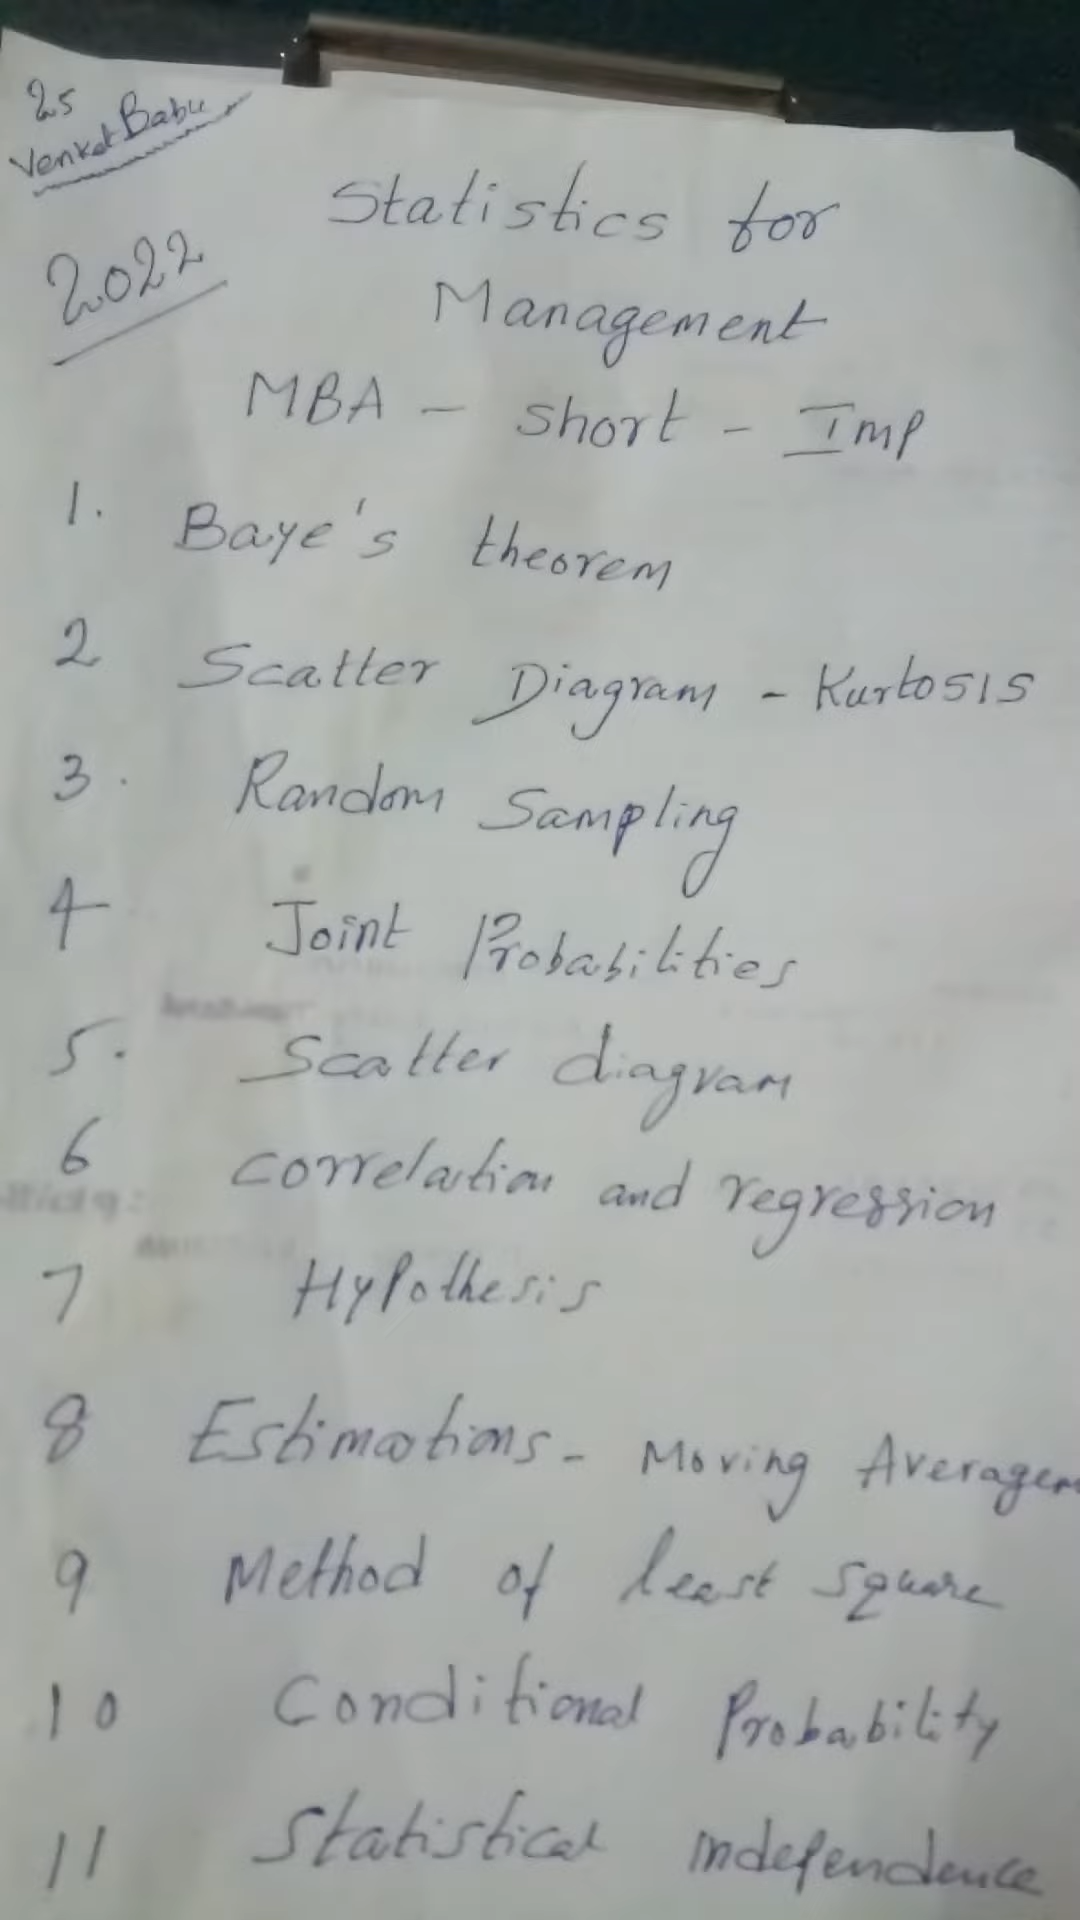 25
Venkat Babu
2022
Statistics for
Management
MBA - Short - Imp
1. Baye's theorem
2 Scatter Diagram - Kurtosis
3. Random Sampling
4 Joint Probabilities
5. Scatter diagram
6 Correlation and regression
7 Hypothesis
8 Estimations - Moving Averages
9 Method of least square
10 Conditional Probability
11 Statistical independence